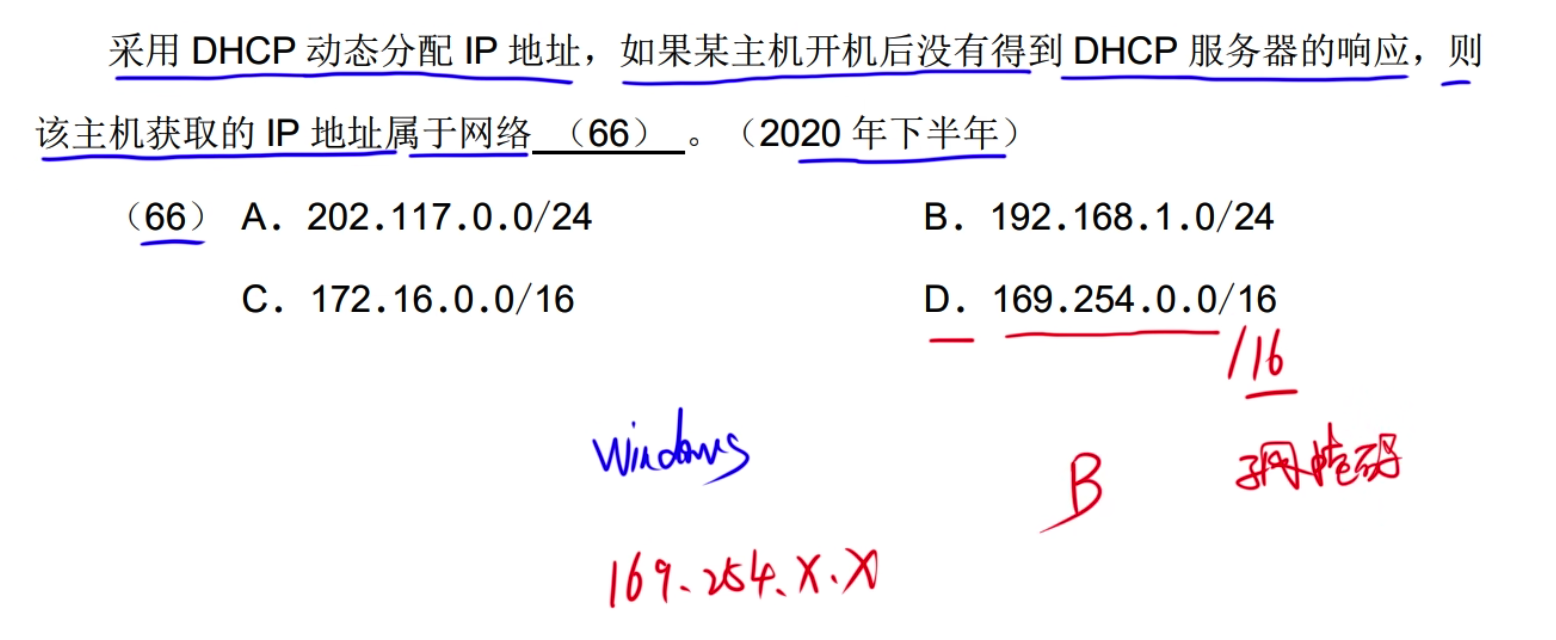 采用 DHCP 动态分配 IP 地址，如果某主机开机后没有得到 DHCP 服务器的响应，则
该主机获取的 IP 地址属于网络 （66） 。（2020 年下半年）
（66） A. 202.117.0.0/24 B. 192.168.1.0/24
C. 172.16.0.0/16 D. 169.254.0.0/16
/16
windows B 子网掩码
169.254.X.X